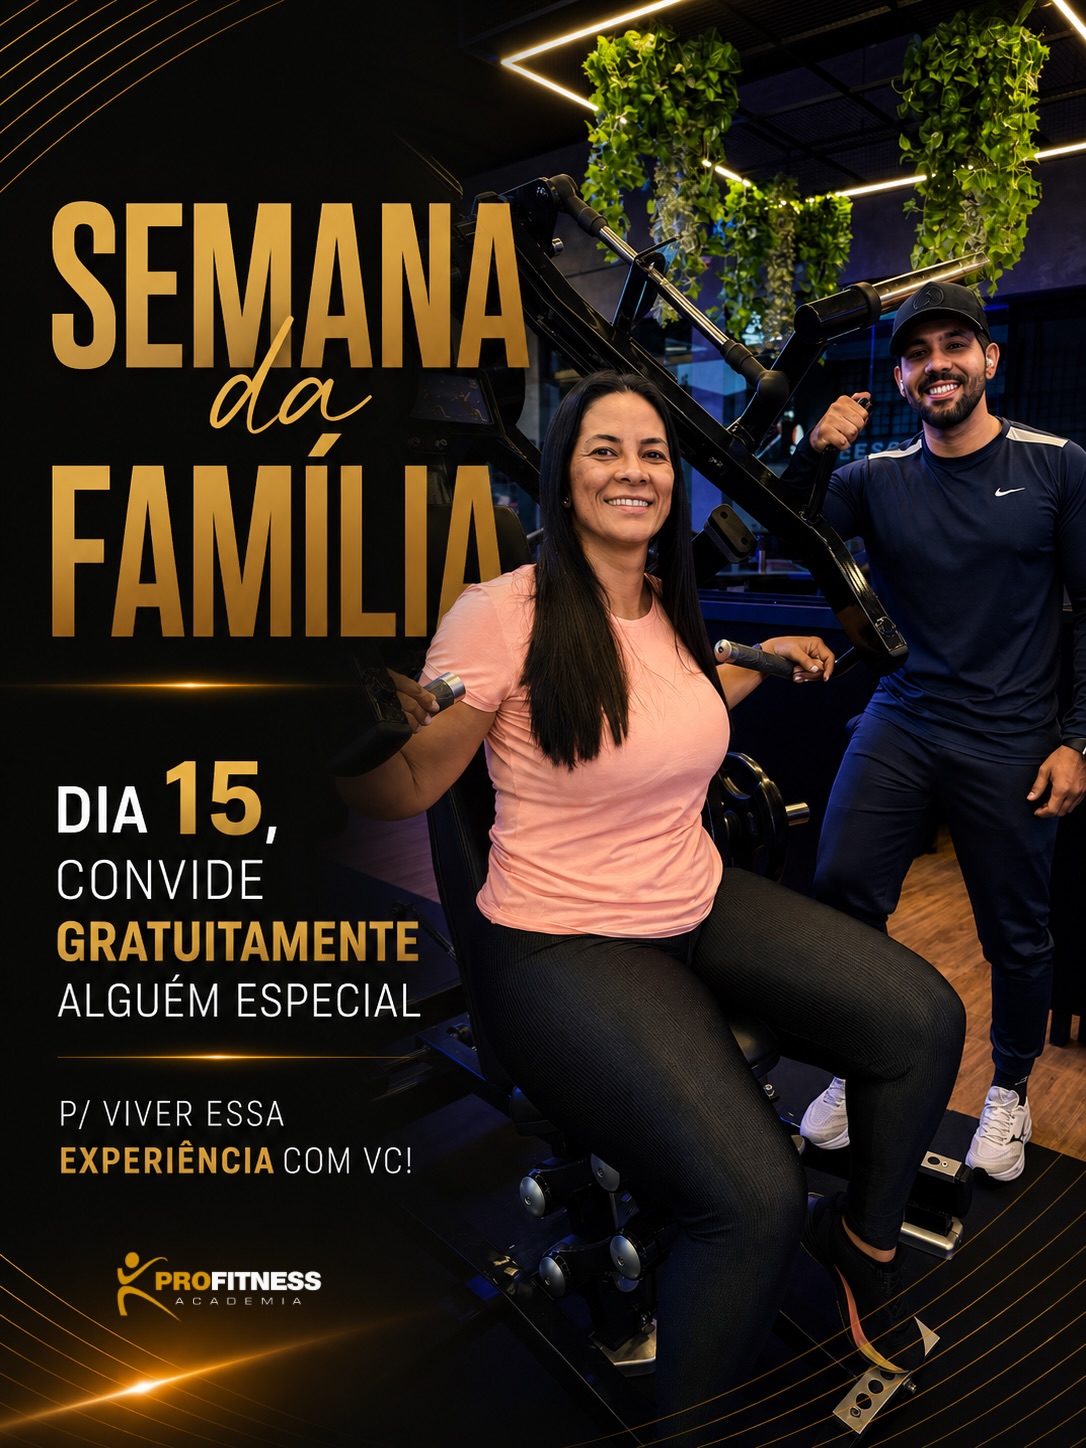 SEMANA
da
FAMÍLIA
DIA 15,
CONVIDE
GRATUITAMENTE
ALGUÉM ESPECIAL
P/ VIVER ESSA
EXPERIÊNCIA COM VC!
PROFITNESS
ACADEMIA